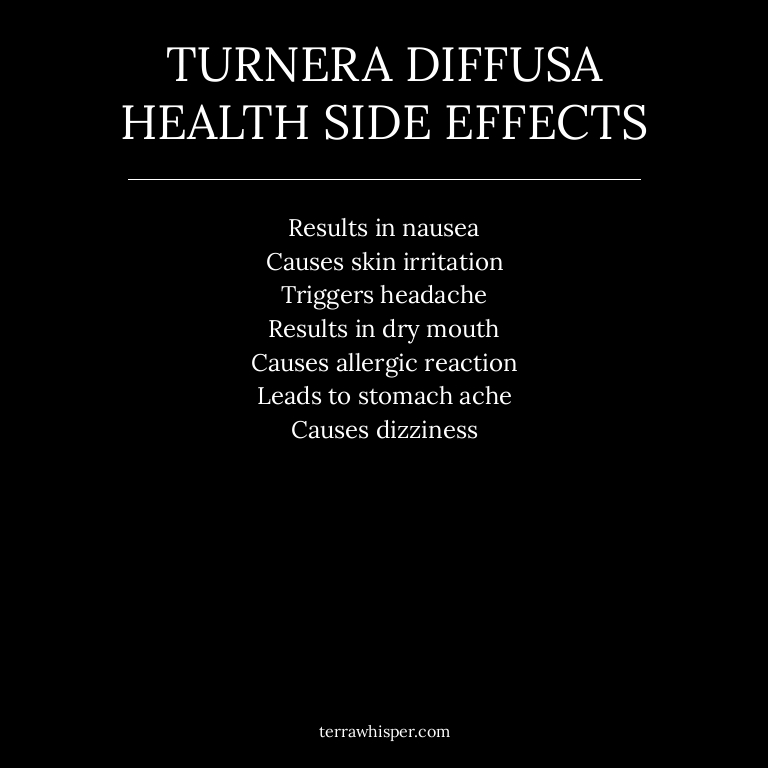 TURNERA DIFFUSA
HEALTH SIDE EFFECTS
Results in nausea
Causes skin irritation
Triggers headache
Results in dry mouth
Causes allergic reaction
Leads to stomach ache
Causes dizziness
terrawhisper.com